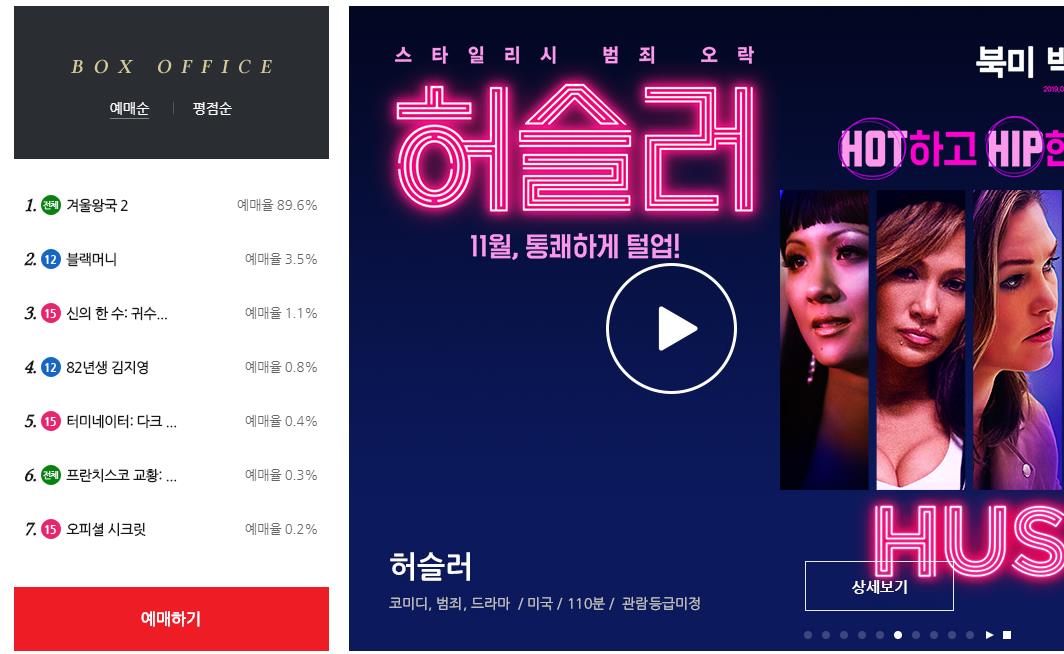 BOX OFFICE
예매순
평점순
1. 전체 겨울왕국 2 예매율 89.6%
2. 12 블랙머니 예매율 3.5%
3. 15 신의 한 수: 귀수... 예매율 1.1%
4. 12 82년생 김지영 예매율 0.8%
5. 15 터미네이터: 다크 ... 예매율 0.4%
6. 전체 프란치스코 교황: ... 예매율 0.3%
7. 15 오피셜 시크릿 예매율 0.2%
예매하기
스타일리시 범죄 오락
허슬러
11월, 통쾌하게 털업!
북미
HOT하고 HIP한
HUS
허슬러
코미디, 범죄, 드라마 / 미국 / 110분 / 관람등급미정
상세보기